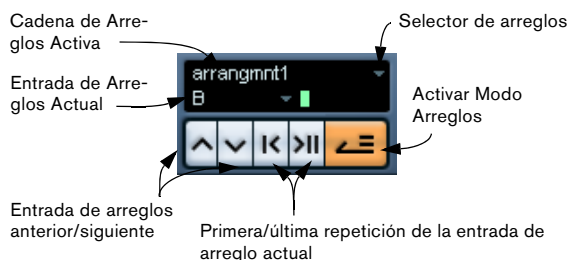 Cadena de Arre-
glos Activa
Selector de arreglos
Entrada de Arre-
glos Actual
arrangmnt1
B
Activar Modo
Arreglos
Entrada de arreglos
anterior/siguiente
Primera/última repetición de la entrada de
arreglo actual